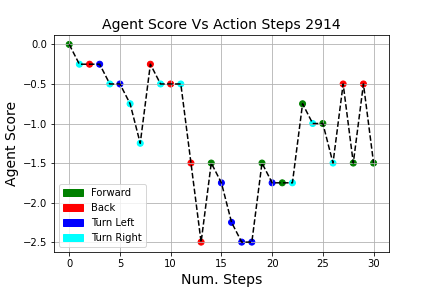 Agent Score Vs Action Steps 2914
0.0
−0.5
−1.0
−1.5
−2.0
−2.5
Agent Score
Forward
Back
Turn Left
Turn Right
0 5 10 15 20 25 30
Num. Steps